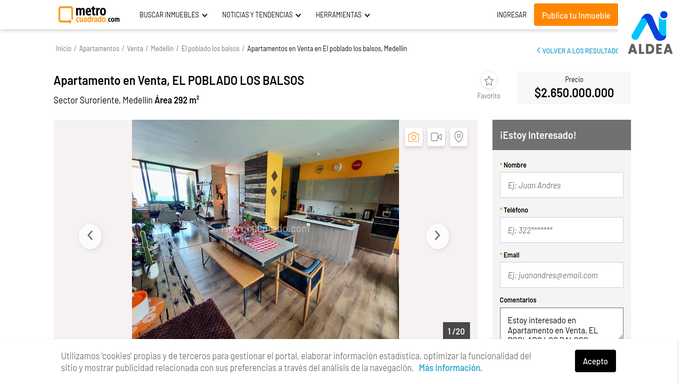 metro
cuadrado.com
BUSCAR INMUEBLES
NOTICIAS Y TENDENCIAS
HERRAMIENTAS
INGRESAR
Publica tu Inmueble
AI
ALDEA
Inicio / Apartamentos / Venta / Medellín / El poblado los balsos / Apartamentos en Venta en El poblado los balsos, Medellín
VOLVER A LOS RESULTAD
Apartamento en Venta, EL POBLADO LOS BALSOS
Sector Suroriente, Medellín Área 292 m²
Favorito
Precio
$2.650.000.000
metrocuadrado.com
1 / 20
¡Estoy Interesado!
* Nombre
Ej: Juan Andres
* Teléfono
Ej: 322*******
* Email
Ej: juanandres@email.com
Comentarios
Estoy interesado en
Apartamento en Venta, EL
POBLADO LOS BALSOS
Utilizamos 'cookies' propias y de terceros para gestionar el portal, elaborar información estadística, optimizar la funcionalidad del
sitio y mostrar publicidad relacionada con sus preferencias a través del análisis de la navegación. Más Información.
Acepto